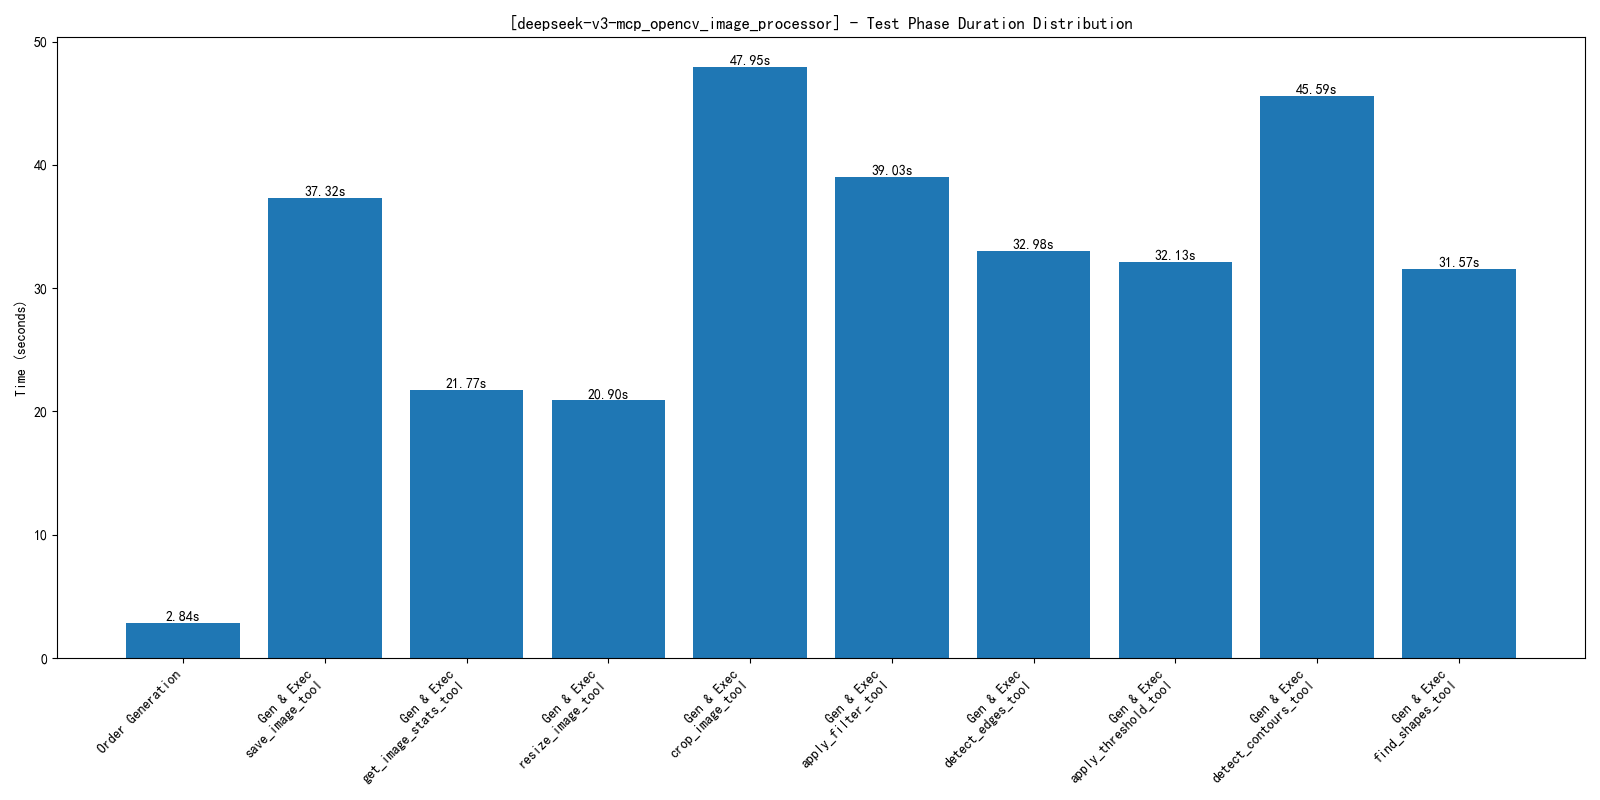 [deepseek-v3-mcp_opencv_image_processor] - Test Phase Duration Distribution
Time (seconds)
50
40
30
20
10
0
2.84s
37.32s
21.77s
20.90s
47.95s
39.03s
32.98s
32.13s
45.59s
31.57s
Order Generation
Gen & Exec
save_image_tool
Gen & Exec
get_image_stats_tool
Gen & Exec
resize_image_tool
Gen & Exec
crop_image_tool
Gen & Exec
apply_filter_tool
Gen & Exec
detect_edges_tool
Gen & Exec
apply_threshold_tool
Gen & Exec
detect_contours_tool
Gen & Exec
find_shapes_tool